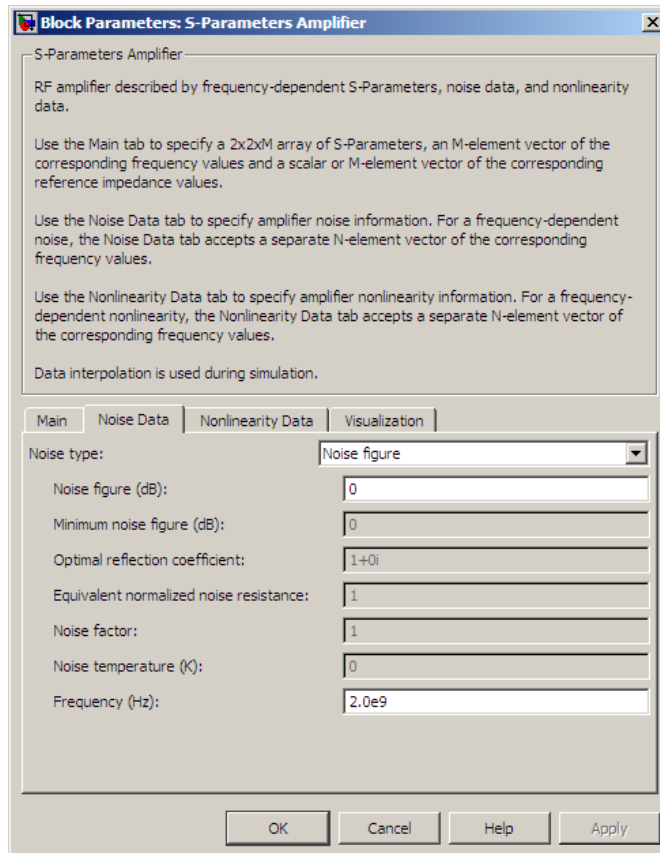 Block Parameters: S-Parameters Amplifier
S-Parameters Amplifier
RF amplifier described by frequency-dependent S-Parameters, noise data, and nonlinearity
data.
Use the Main tab to specify a 2x2xM array of S-Parameters, an M-element vector of the
corresponding frequency values and a scalar or M-element vector of the corresponding
reference impedance values.
Use the Noise Data tab to specify amplifier noise information. For a frequency-dependent
noise, the Noise Data tab accepts a separate N-element vector of the corresponding
frequency values.
Use the Nonlinearity Data tab to specify amplifier nonlinearity information. For a frequency-
dependent nonlinearity, the Nonlinearity Data tab accepts a separate N-element vector of
the corresponding frequency values.
Data interpolation is used during simulation.
Main Noise Data Nonlinearity Data Visualization
Noise type: Noise figure
Noise figure (dB): 0
Minimum noise figure (dB): 0
Optimal reflection coefficient: 1+0i
Equivalent normalized noise resistance: 1
Noise factor: 1
Noise temperature (K): 0
Frequency (Hz): 2.0e9
OK Cancel Help Apply